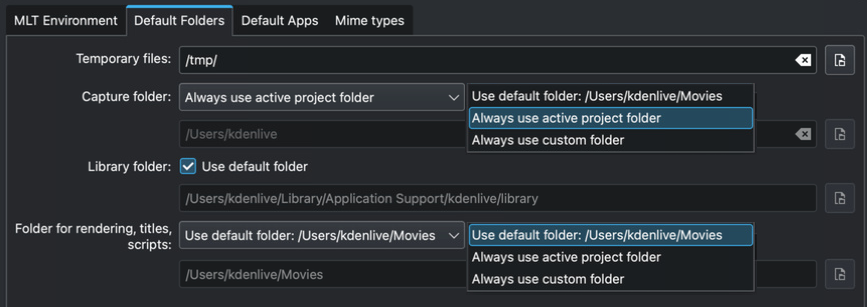 MLT Environment Default Folders Default Apps Mime types
Temporary files: /tmp/
Capture folder: Always use active project folder Use default folder: /Users/kdenlive/Movies
Always use active project folder
/Users/kdenlive Always use custom folder
Library folder: Use default folder
/Users/kdenlive/Library/Application Support/kdenlive/library
Folder for rendering, titles,
scripts: Use default folder: /Users/kdenlive/Movies Use default folder: /Users/kdenlive/Movies
Always use active project folder
/Users/kdenlive/Movies Always use custom folder